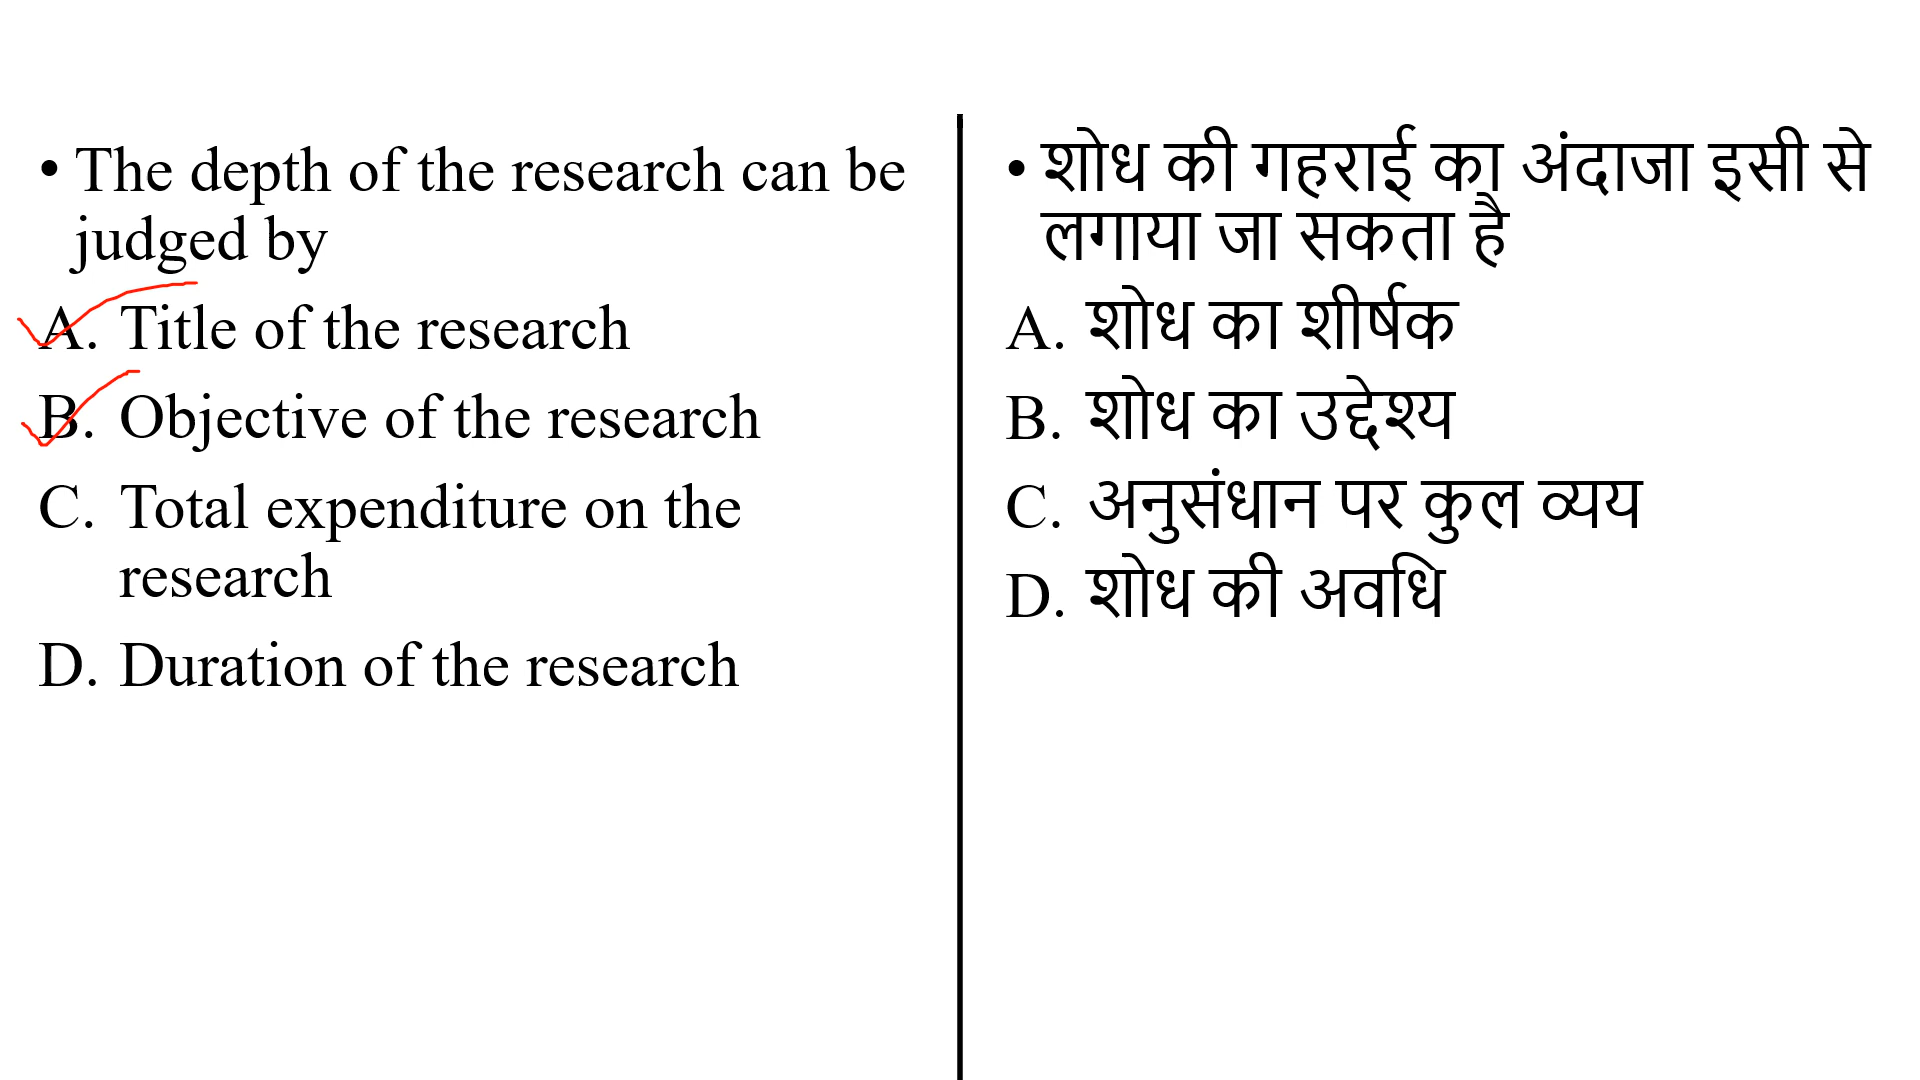 • The depth of the research can be
judged by
A. Title of the research
B. Objective of the research
C. Total expenditure on the
research
D. Duration of the research
• शोध की गहराई का अंदाजा इसी से
लगाया जा सकता है
A. शोध का शीर्षक
B. शोध का उद्देश्य
C. अनुसंधान पर कुल व्यय
D. शोध की अवधि